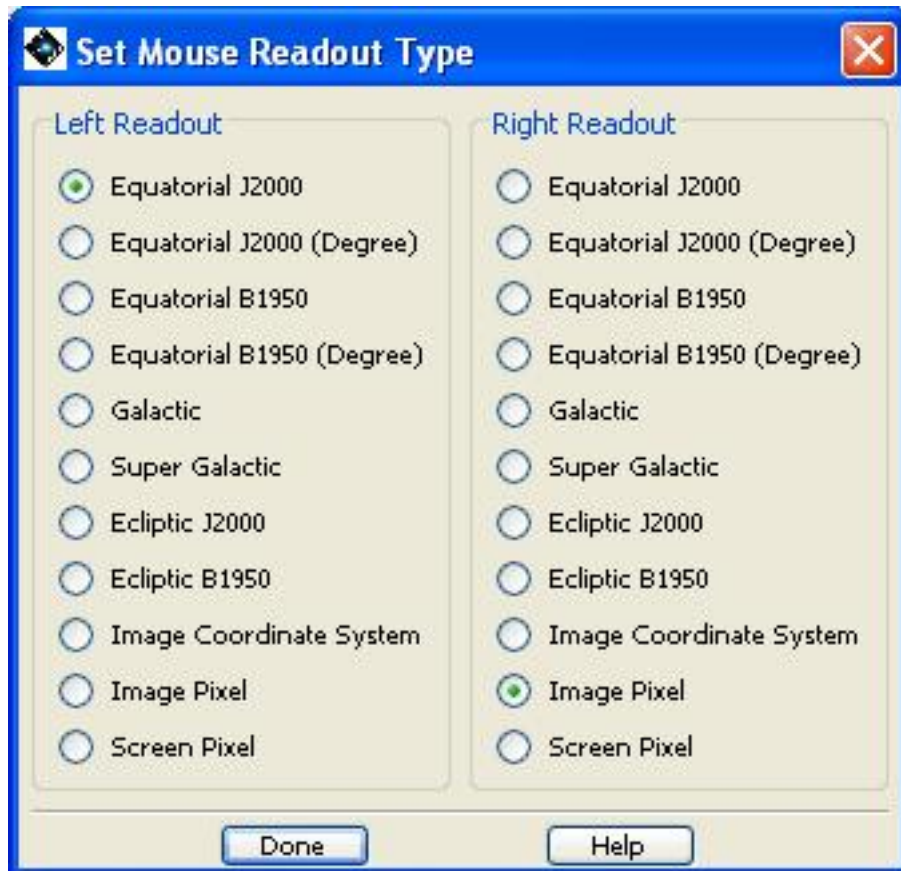 Set Mouse Readout Type
Left Readout
Equatorial J2000
Equatorial J2000 (Degree)
Equatorial B1950
Equatorial B1950 (Degree)
Galactic
Super Galactic
Ecliptic J2000
Ecliptic B1950
Image Coordinate System
Image Pixel
Screen Pixel
Right Readout
Equatorial J2000
Equatorial J2000 (Degree)
Equatorial B1950
Equatorial B1950 (Degree)
Galactic
Super Galactic
Ecliptic J2000
Ecliptic B1950
Image Coordinate System
Image Pixel
Screen Pixel
Done
Help